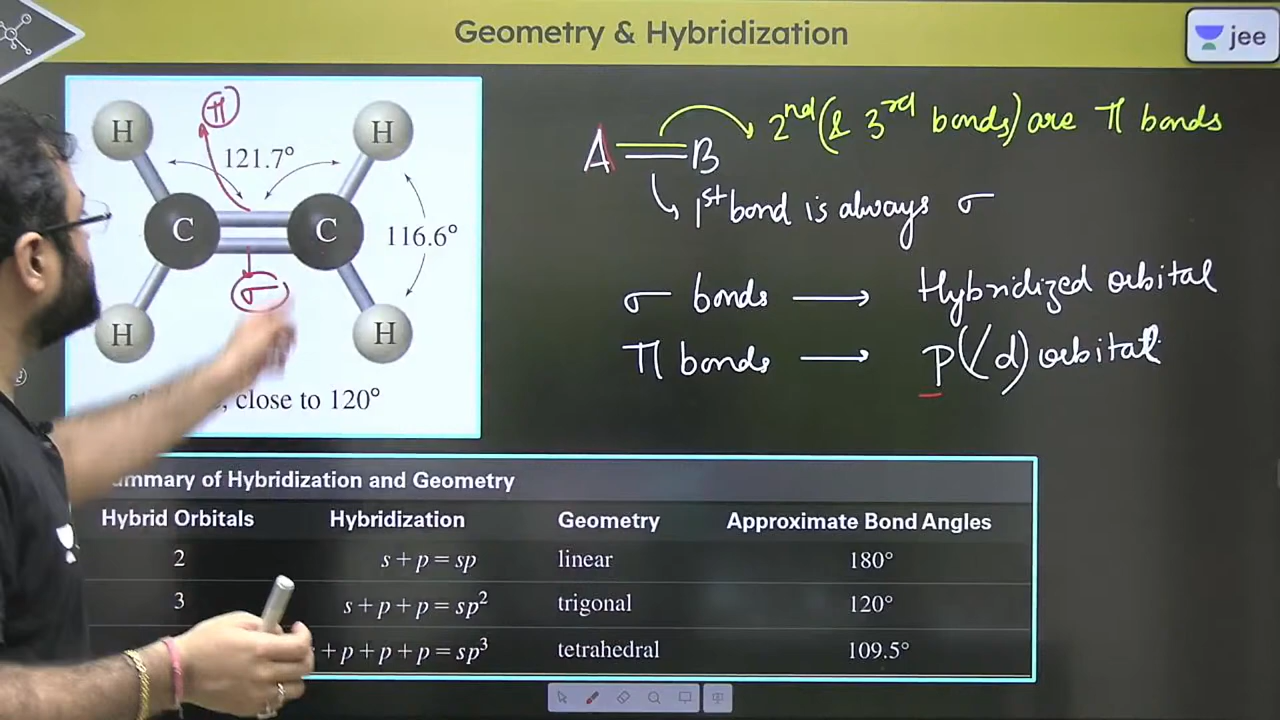 Geometry & Hybridization
jee
H
H
π
121.7°
C
C
116.6°
σ
H
H
, close to 120°
A = B
2nd (& 3rd bonds) are π bonds
1st bond is always σ
σ bonds → Hybridized orbital
π bonds → p(/d) orbital
ummary of Hybridization and Geometry
Hybrid Orbitals Hybridization Geometry Approximate Bond Angles
2 s + p = sp linear 180°
3 s + p + p = sp² trigonal 120°
+ p + p + p = sp³ tetrahedral 109.5°